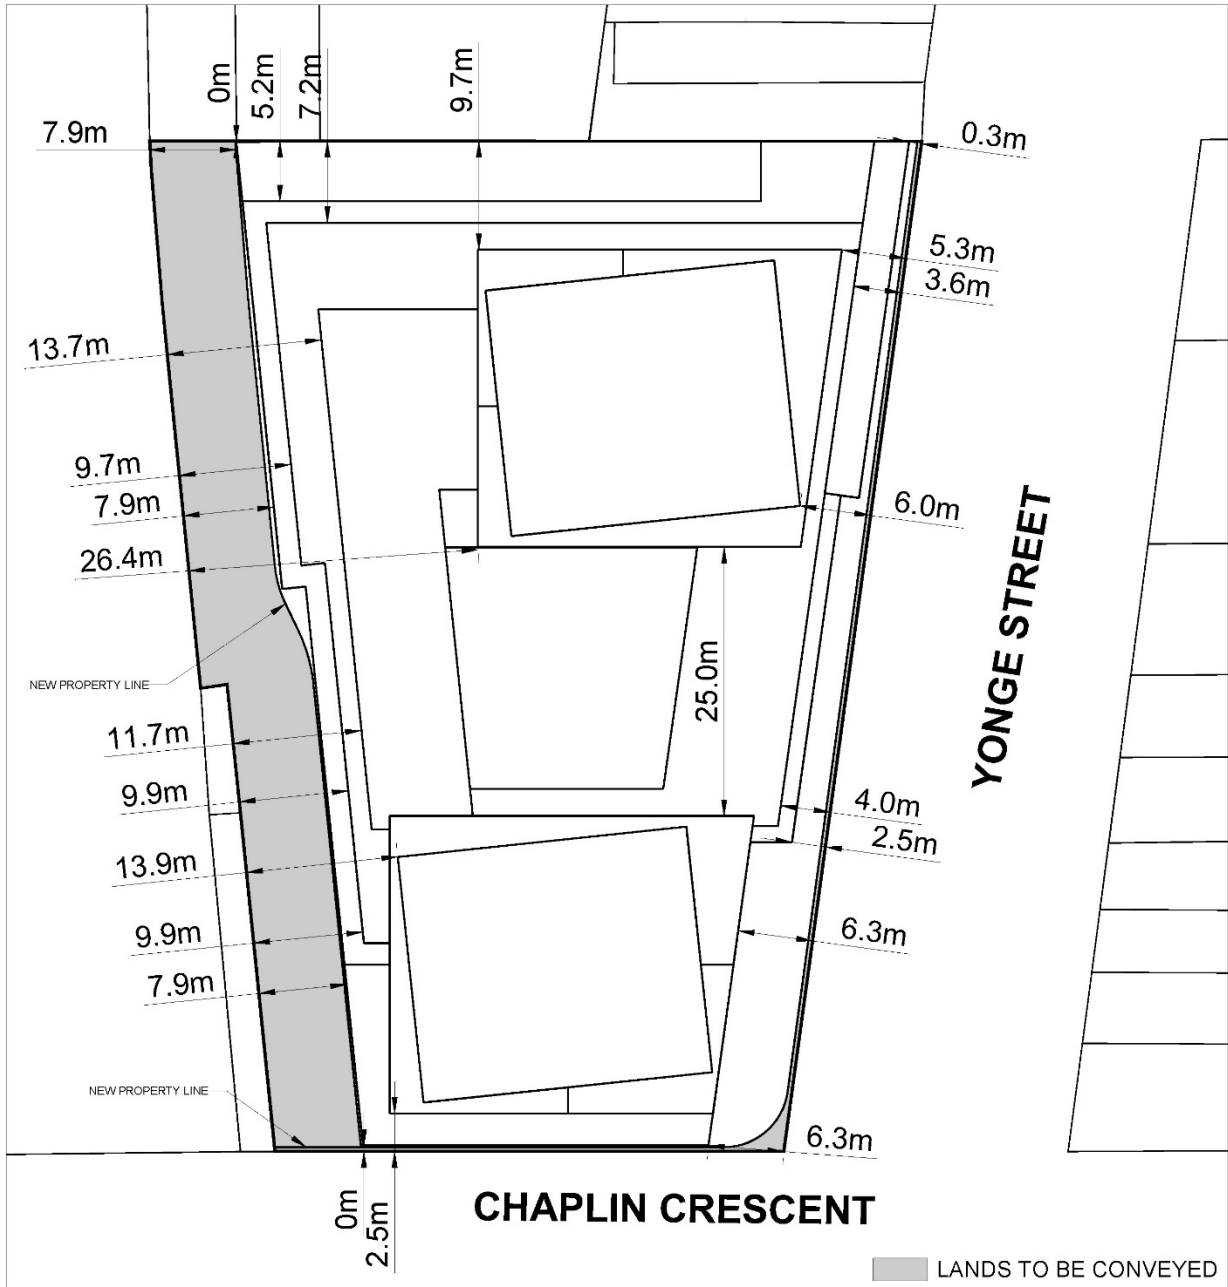 0m
5.2m
7.2m
9.7m
7.9m
0.3m
5.3m
3.6m
13.7m
9.7m
7.9m
6.0m
26.4m
YONGE STREET
NEW PROPERTY LINE
25.0m
11.7m
9.9m
4.0m
2.5m
13.9m
9.9m
6.3m
7.9m
NEW PROPERTY LINE
6.3m
0m
2.5m
CHAPLIN CRESCENT
LANDS TO BE CONVEYED